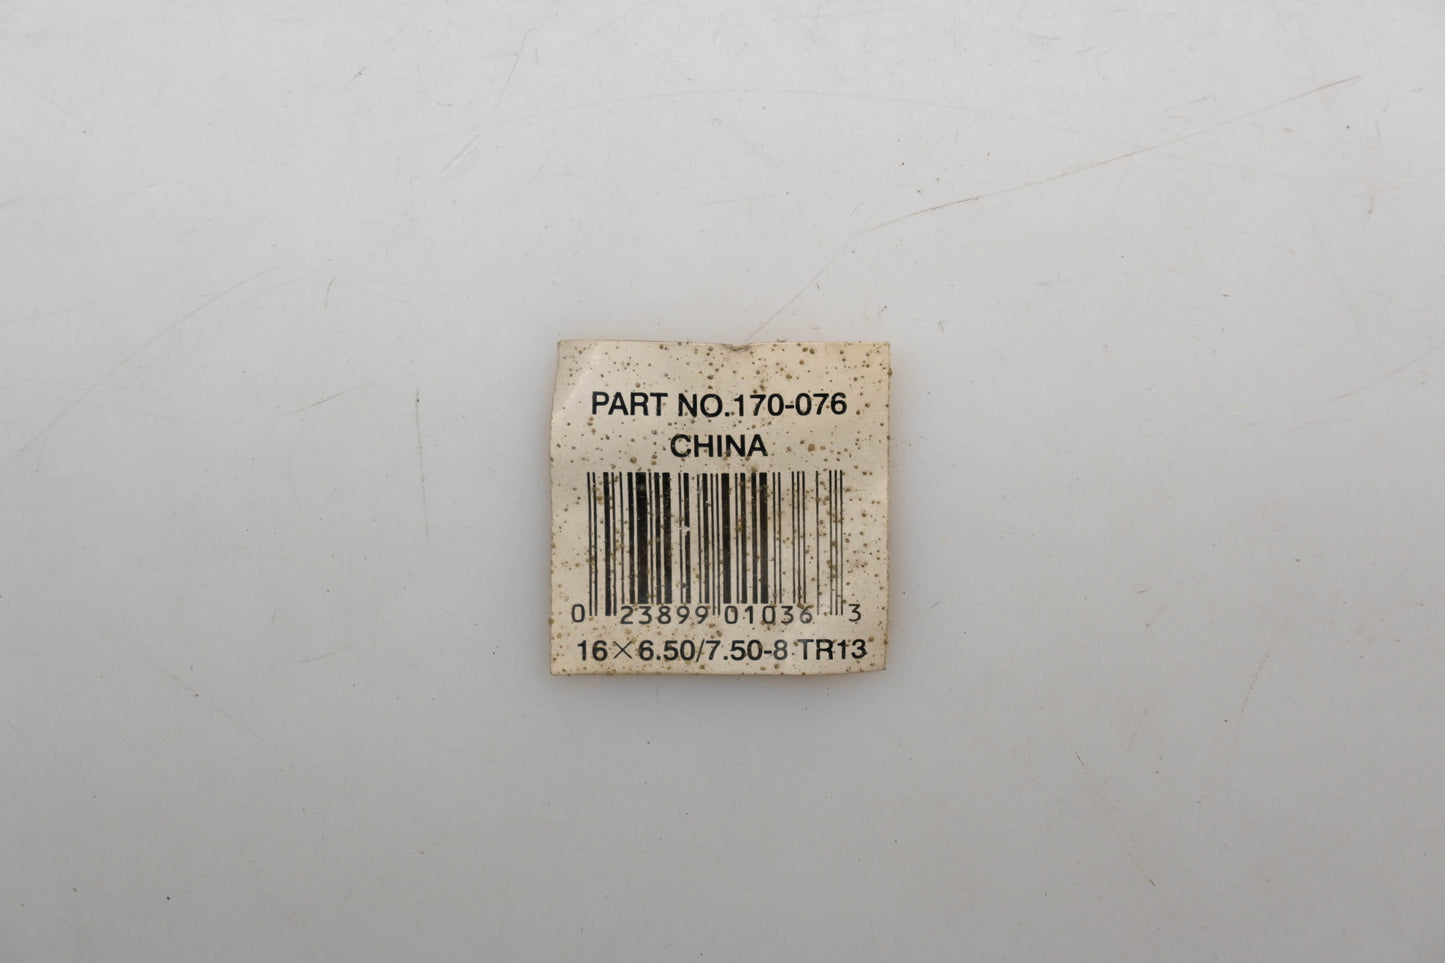 PART NO.170-076
CHINA
0 23899 01036 3
16×6.50/7.50-8 TR13